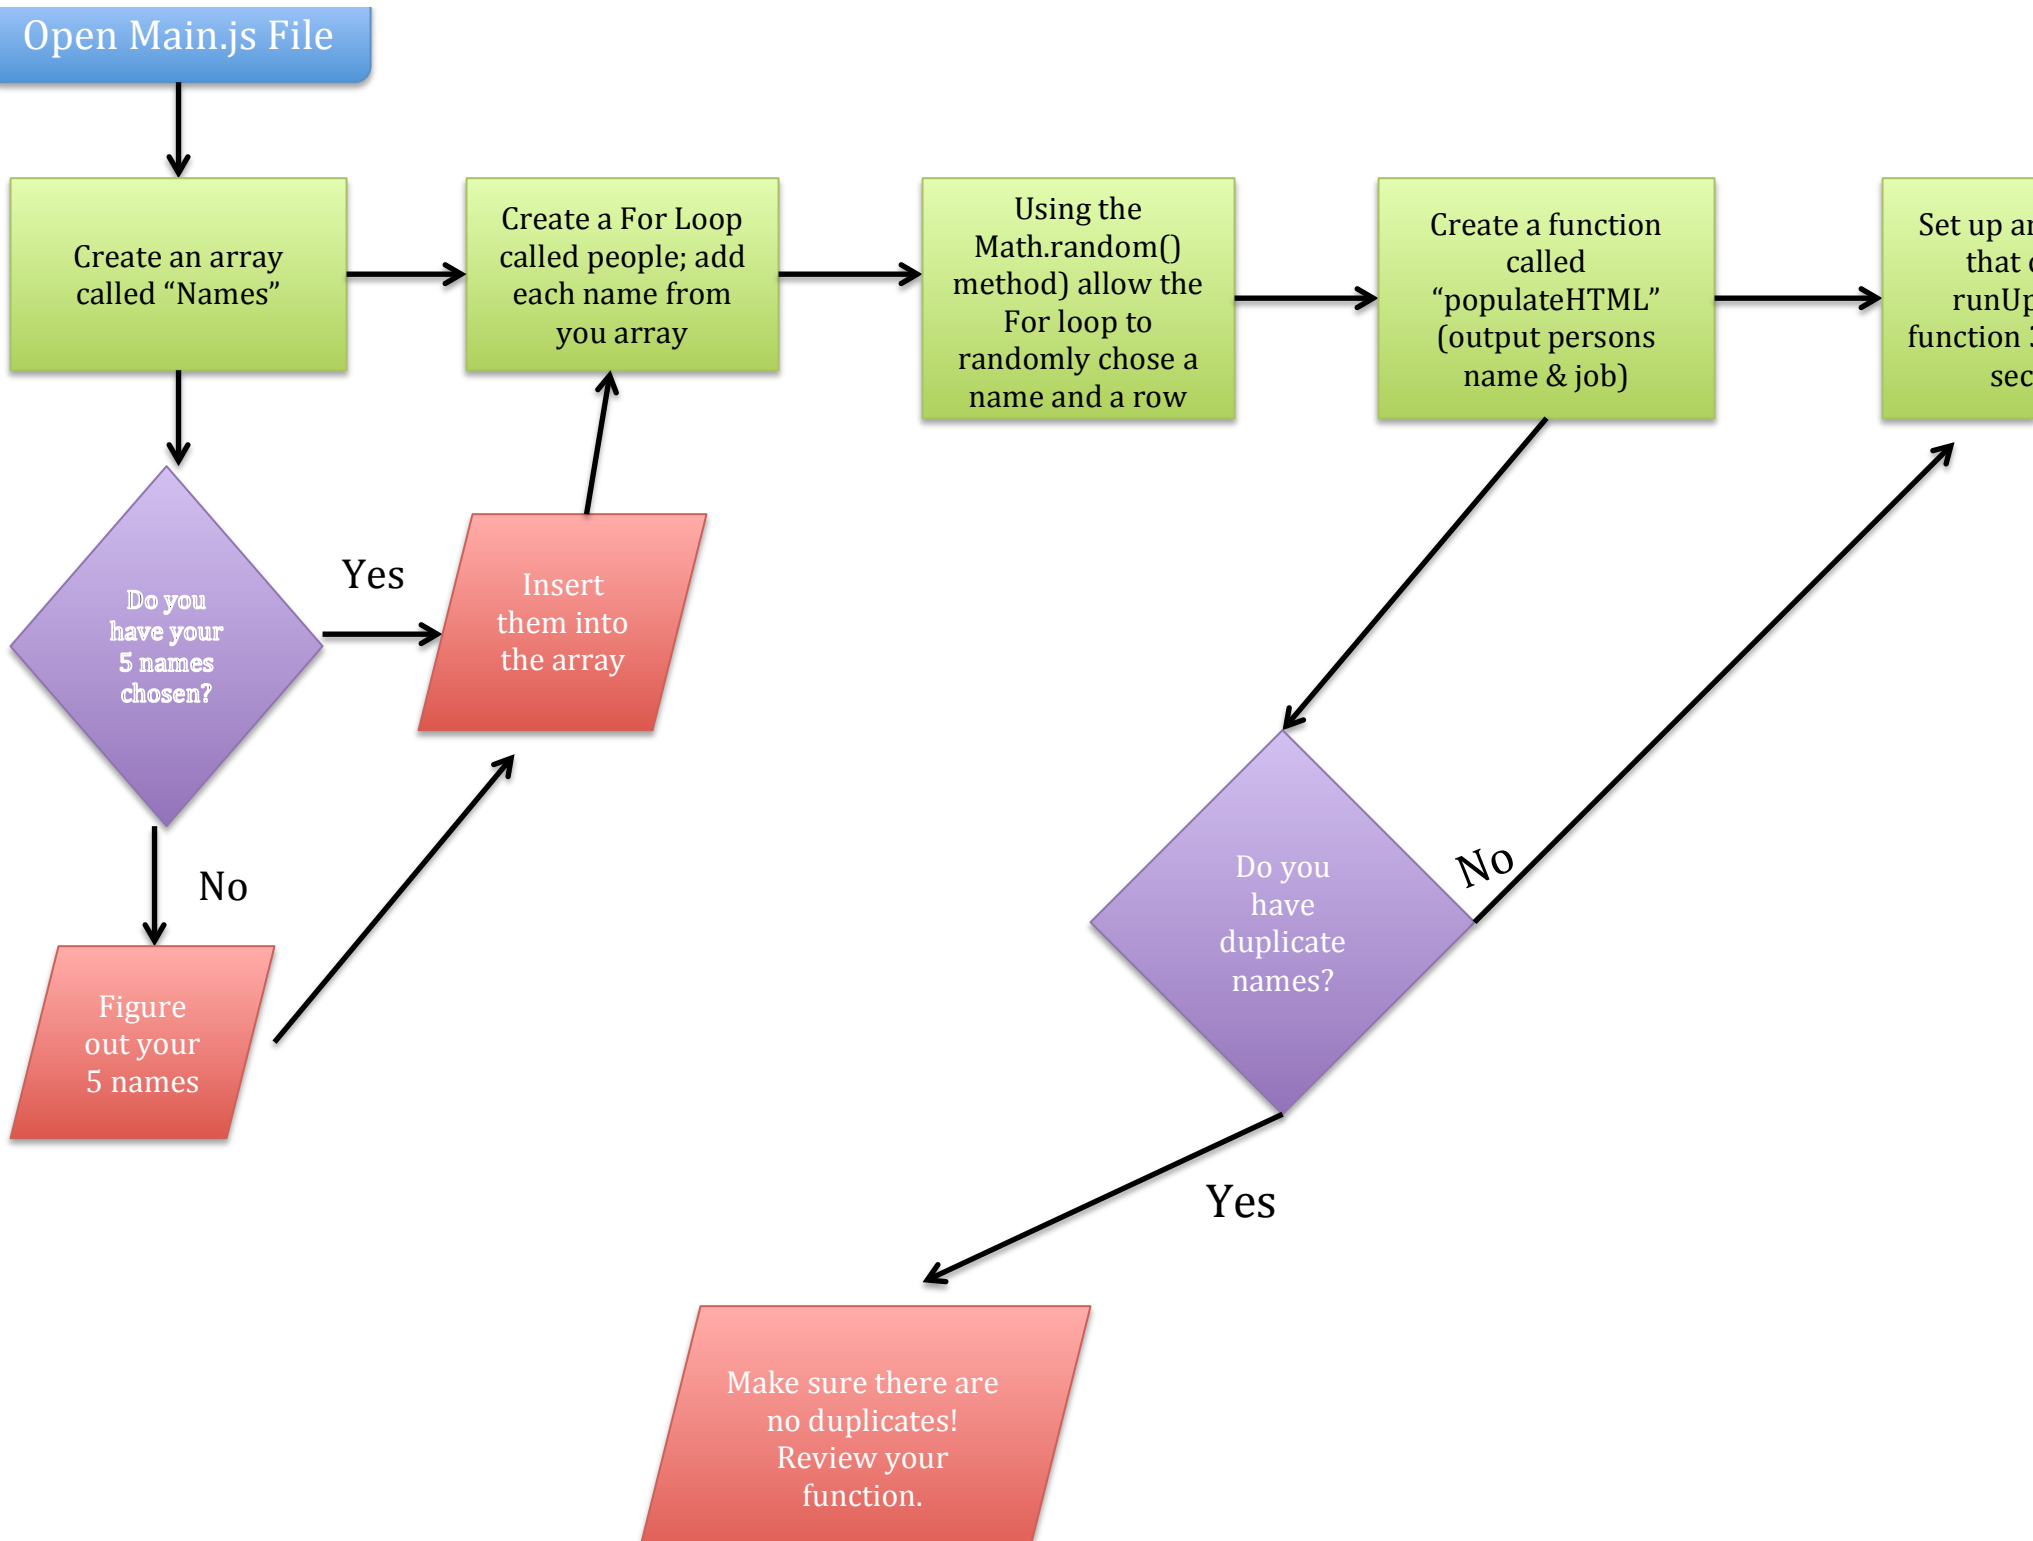 Open Main.js File
Create an array
called “Names”
Create a For Loop
called people; add
each name from
you array
Using the
Math.random()
method) allow the
For loop to
randomly chose a
name and a row
Create a function
called
“populateHTML”
(output persons
name & job)
Set up
that
function
Do you
have your
5 names
chosen?
Yes
Insert
them into
the array
No
Figure
out your
5 names
Do you
have
duplicate
names?
No
Yes
Make sure there are
no duplicates!
Review your
function.